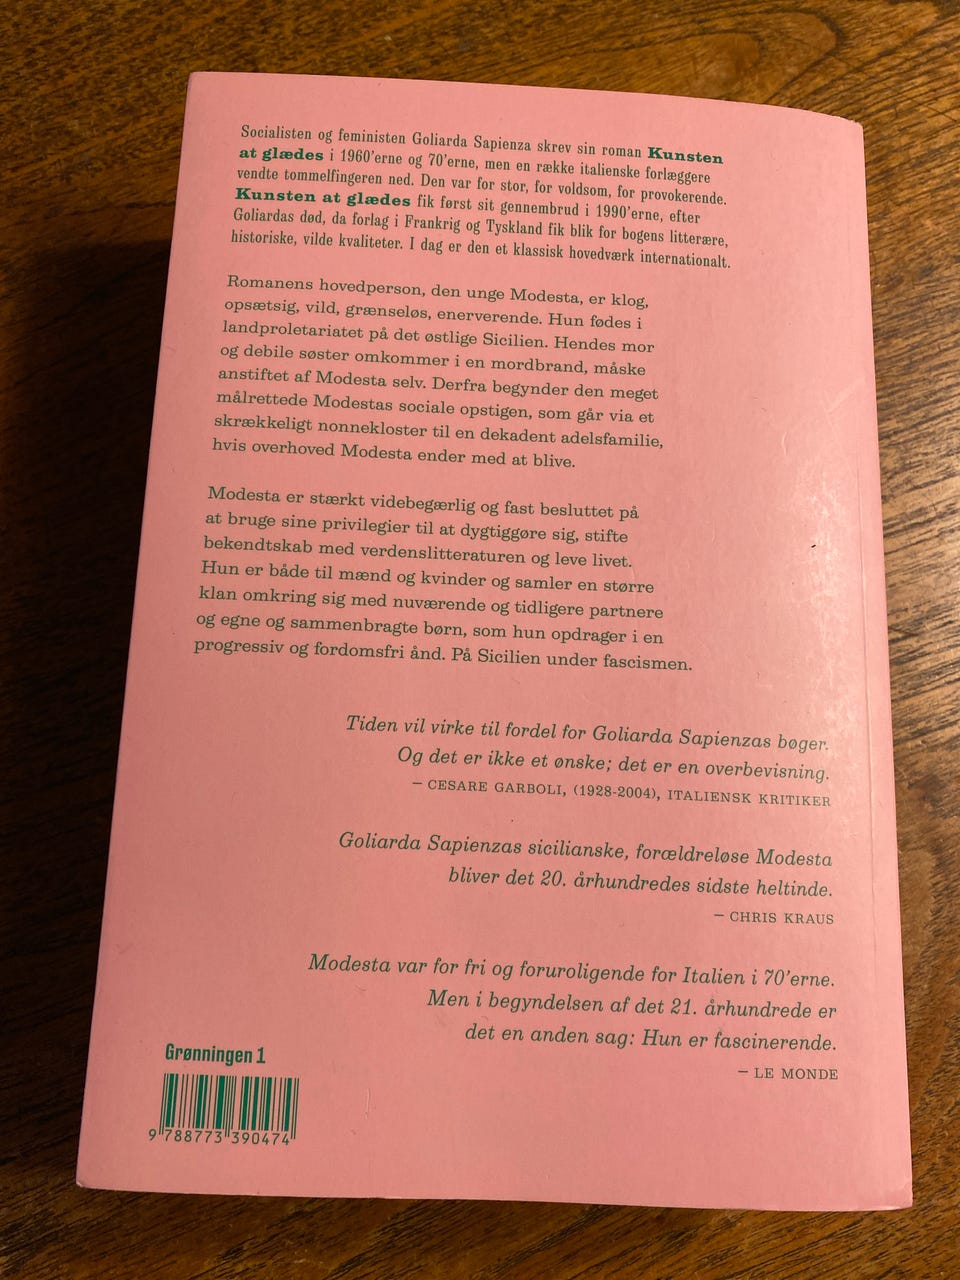 Socialisten og feministen Goliarda Sapienza skrev sin roman Kunsten
at glædes i 1960'erne og 70'erne, men en række italienske forlæggere
vendte tommelfingeren ned. Den var for stor, for voldsom, for provokerende.
Kunsten at glædes fik først sit gennembrud i 1990'erne, efter
Goliardas død, da forlag i Frankrig og Tyskland fik blik for bogens litterære,
historiske, vilde kvaliteter. I dag er den et klassisk hovedværk internationalt.
Romanens hovedperson, den unge Modesta, er klog,
opsætsig, vild, grænseløs, enerverende. Hun fødes i
landproletariatet på det østlige Sicilien. Hendes mor
og debile søster omkommer i en mordbrand, måske
anstiftet af Modesta selv. Derfra begynder den meget
målrettede Modestas sociale opstigen, som går via et
skrækkeligt nonnekloster til en dekadent adelsfamilie,
hvis overhoved Modesta ender med at blive.
Modesta er stærkt videbegærlig og fast besluttet på
at bruge sine privilegier til at dygtiggøre sig, stifte
bekendtskab med verdenslitteraturen og leve livet.
Hun er både til mænd og kvinder og samler en større
klan omkring sig med nuværende og tidligere partnere
og egne og sammenbragte børn, som hun opdrager i en
progressiv og fordomsfri ånd. På Sicilien under fascismen.
Tiden vil virke til fordel for Goliarda Sapienzas bøger.
Og det er ikke et ønske; det er en overbevisning.
— CESARE GARBOLI, (1928-2004), ITALIENSK KRITIKER
Goliarda Sapienzas sicilianske, forældreløse Modesta
bliver det 20. århundredes sidste heltinde.
— CHRIS KRAUS
Modesta var for fri og foruroligende for Italien i 70'erne.
Men i begyndelsen af det 21. århundrede er
det en anden sag: Hun er fascinerende.
— LE MONDE
Grønningen 1
9 788773 390474